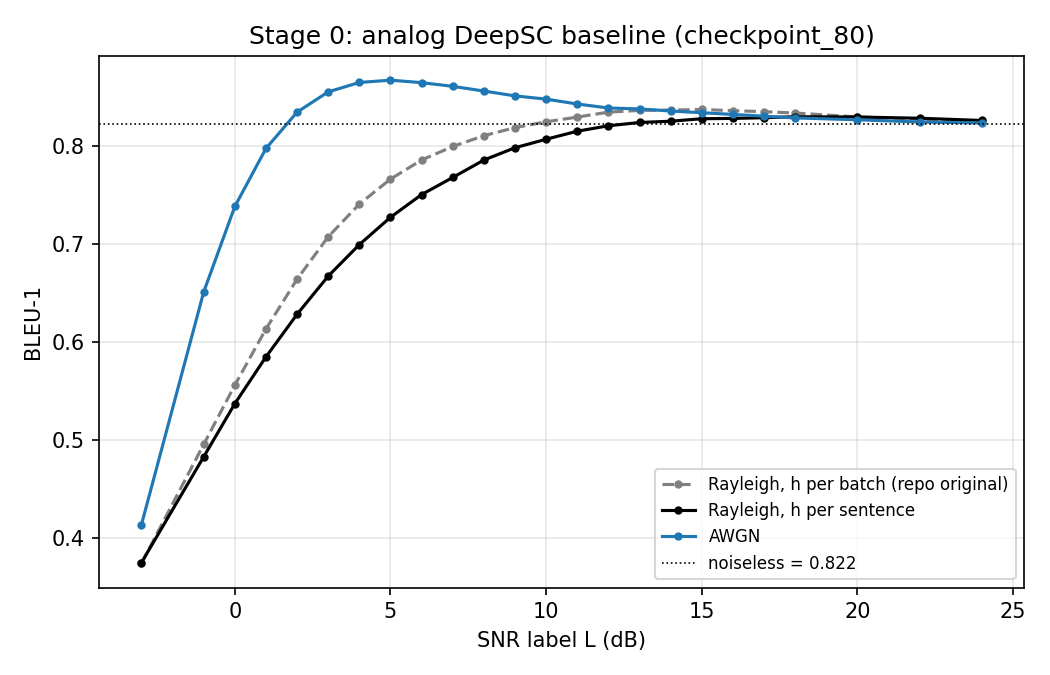 Stage 0: analog DeepSC baseline (checkpoint_80)
BLEU-1
0.8
0.7
0.6
0.5
0.4
Rayleigh, h per batch (repo original)
Rayleigh, h per sentence
AWGN
noiseless = 0.822
0 5 10 15 20 25
SNR label L (dB)